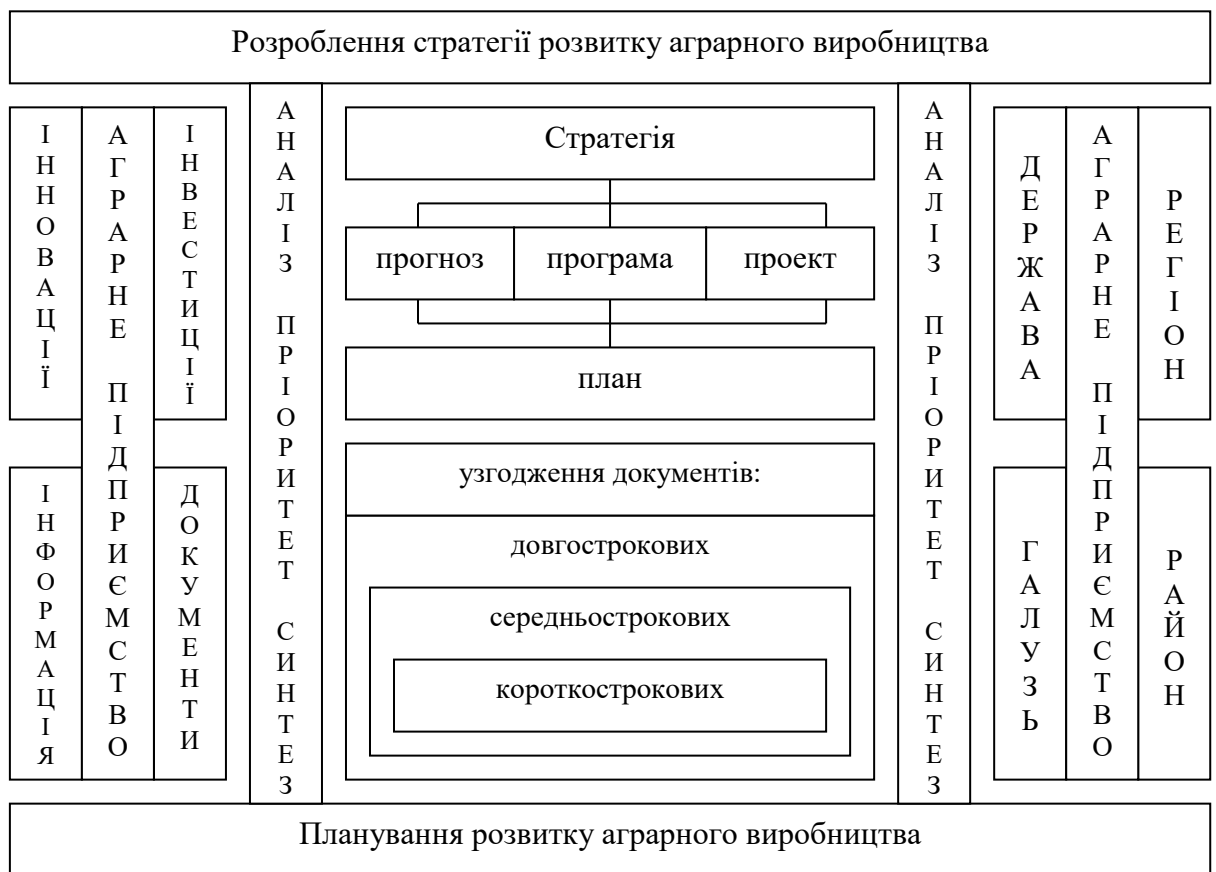 Розроблення стратегії розвитку аграрного виробництва
ІННОВАЦІЇ
АГРАРНЕ ПІДПРИЄМСТВО
ІНВЕСТИЦІЇ
ІНФОРМАЦІЯ
ДОКУМЕНТИ
АНАЛІЗ ПРІОРИТЕТ СИНТЕЗ
Стратегія
прогноз
програма
проект
план
узгодження документів:
довгострокових
середньострокових
короткострокових
АНАЛІЗ ПРІОРИТЕТ СИНТЕЗ
ДЕРЖАВА
АГРАРНЕ ПІДПРИЄМСТВО
РЕГІОН
ГАЛУЗЬ
РАЙОН
Планування розвитку аграрного виробництва